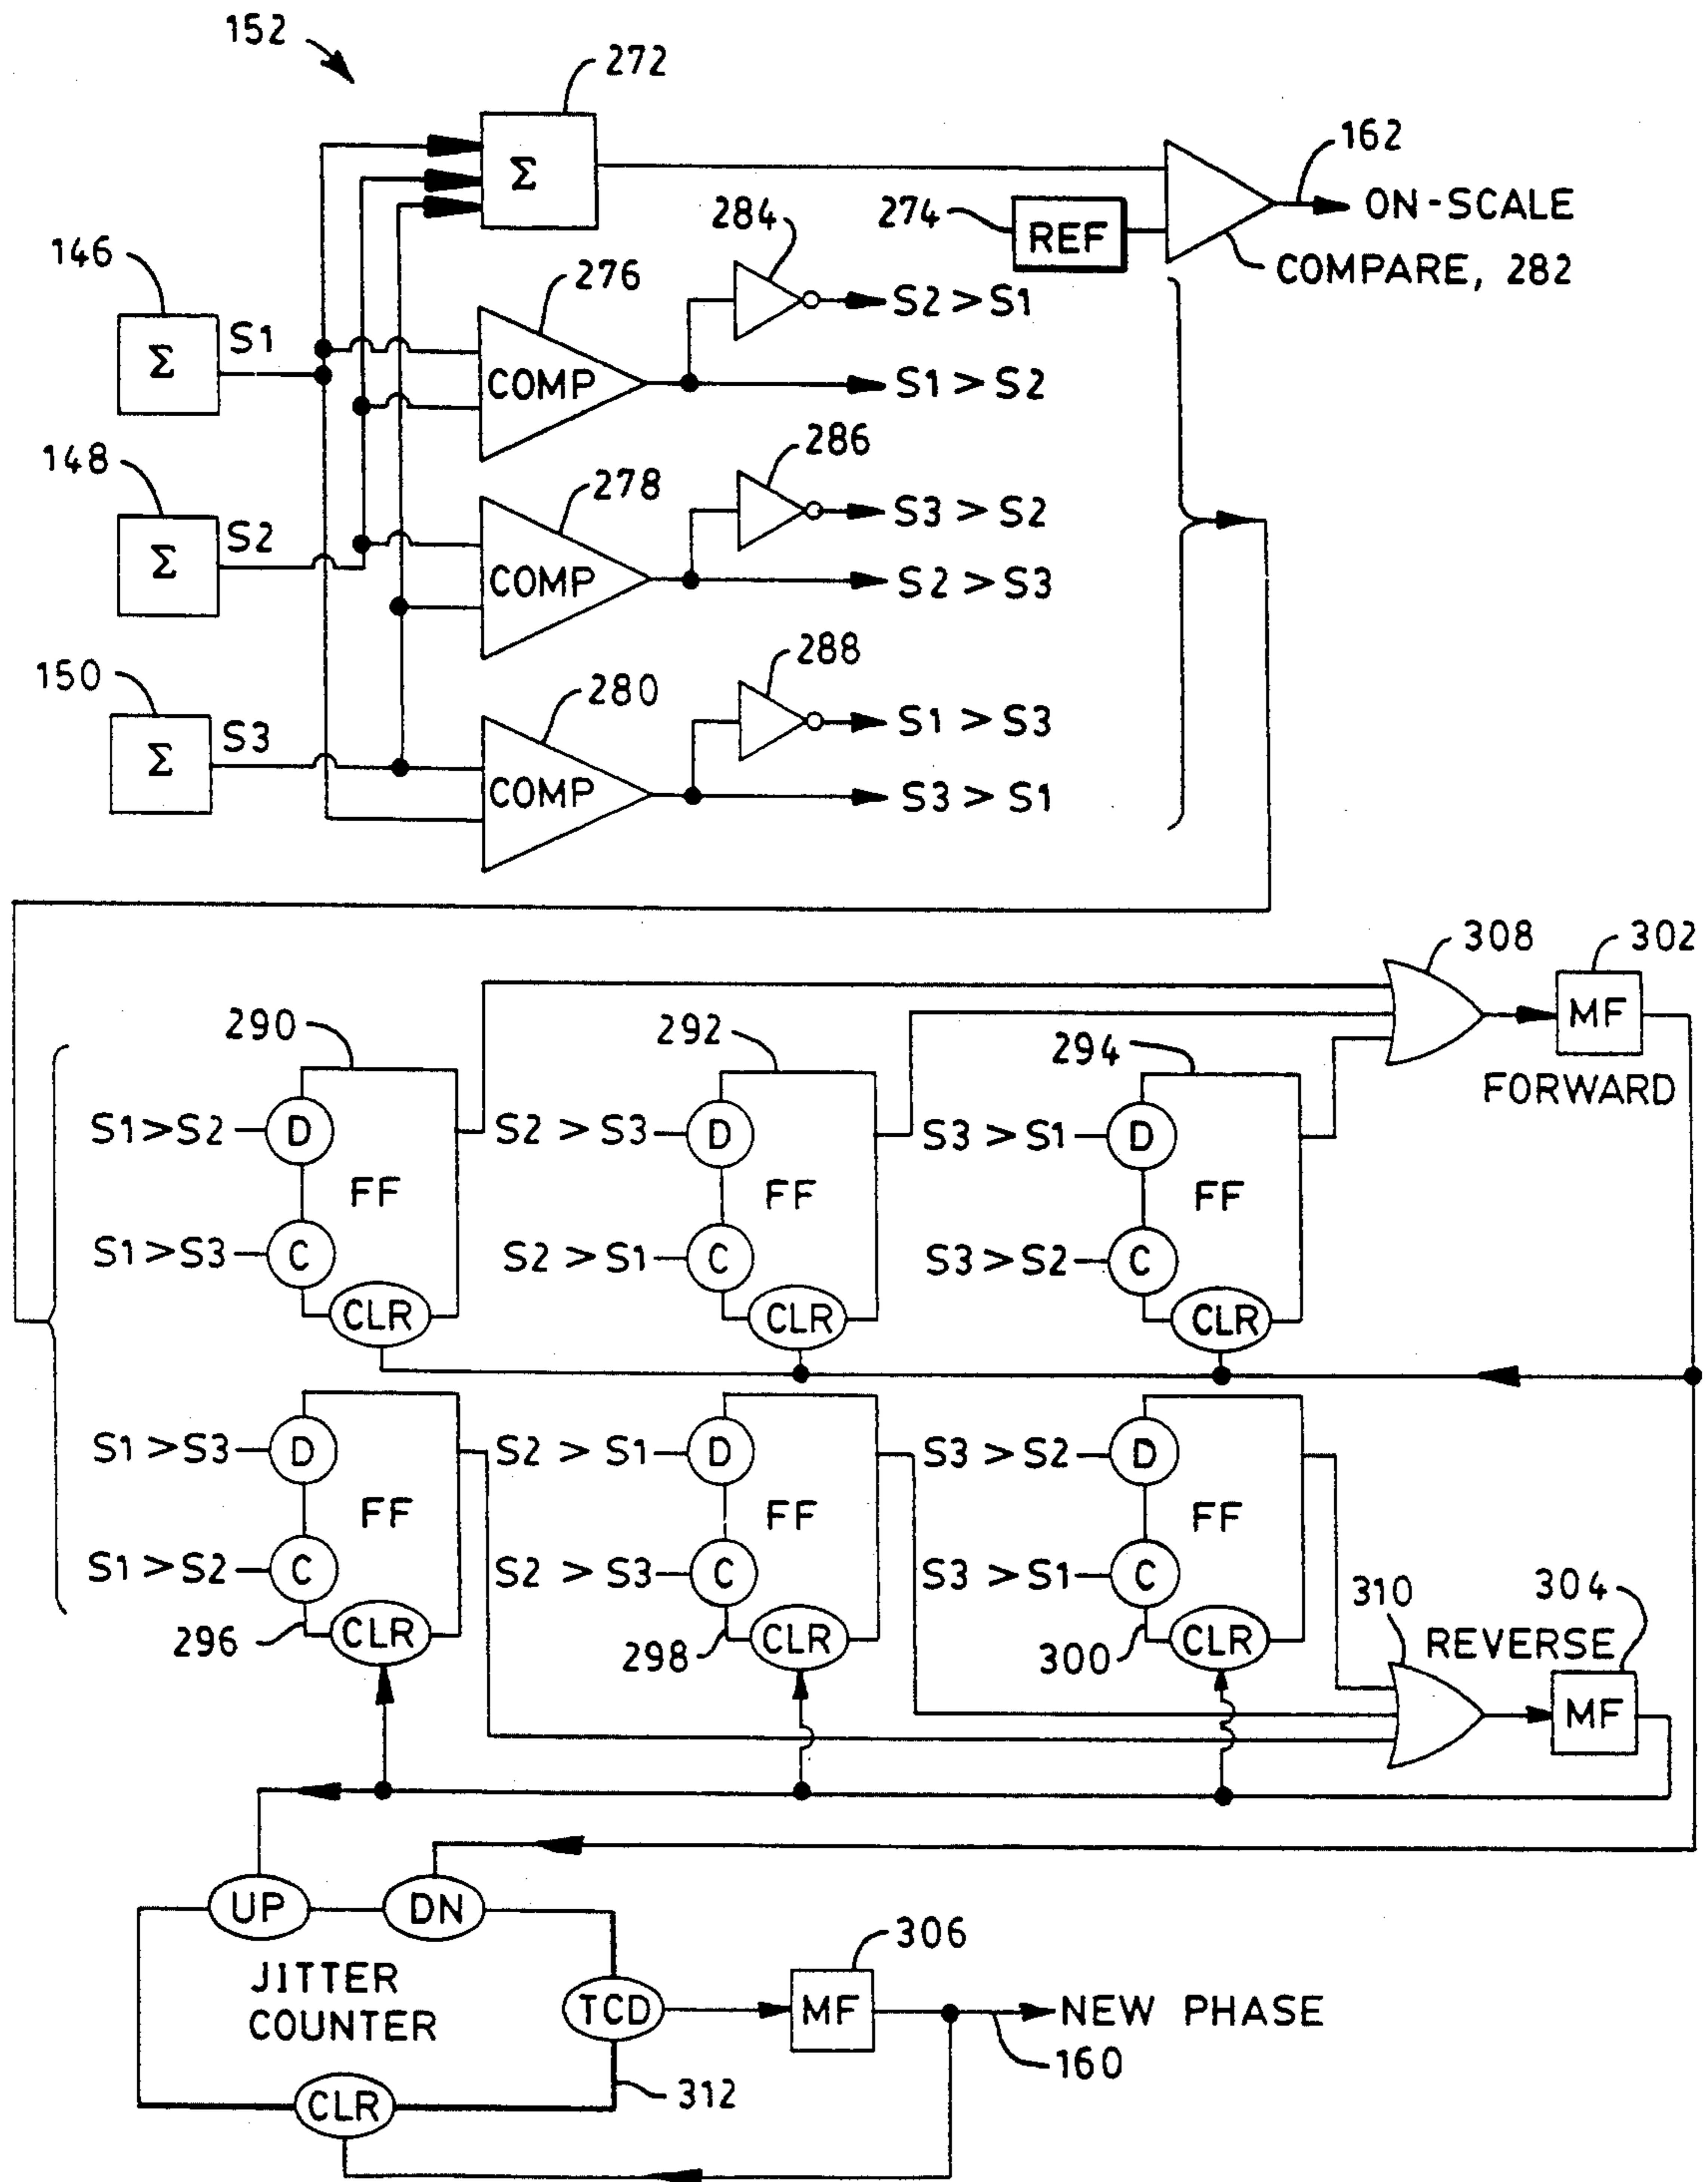 152
272
Σ
162
ON-SCALE
274
REF
COMPARE, 282
284
146
276
S2 > S1
Σ
S1
COMP
S1 > S2
286
148
278
S3 > S2
Σ
S2
COMP
S2 > S3
288
150
280
S1 > S3
Σ
S3
COMP
S3 > S1
308
302
MF
FORWARD
290
292
294
S1>S2
D
S2 > S3
D
S3 > S1
D
FF
FF
FF
S1>S3
C
S2 > S1
C
S3 > S2
C
CLR
CLR
CLR
S1 > S3
D
S2 > S1
D
S3 > S2
D
FF
FF
FF
S1 > S2
C
S2 > S3
C
S3 > S1
C
296
CLR
298
CLR
300
CLR
310
304
REVERSE
MF
UP
DN
306
JITTER
COUNTER
TCD
MF
NEW PHASE
160
312
CLR